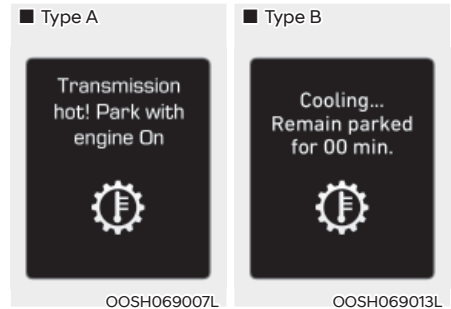 ■ Type A
Transmission
hot! Park with
engine On
OOSH069007L
■ Type B
Cooling...
Remain parked
for 00 min.
OOSH069013L